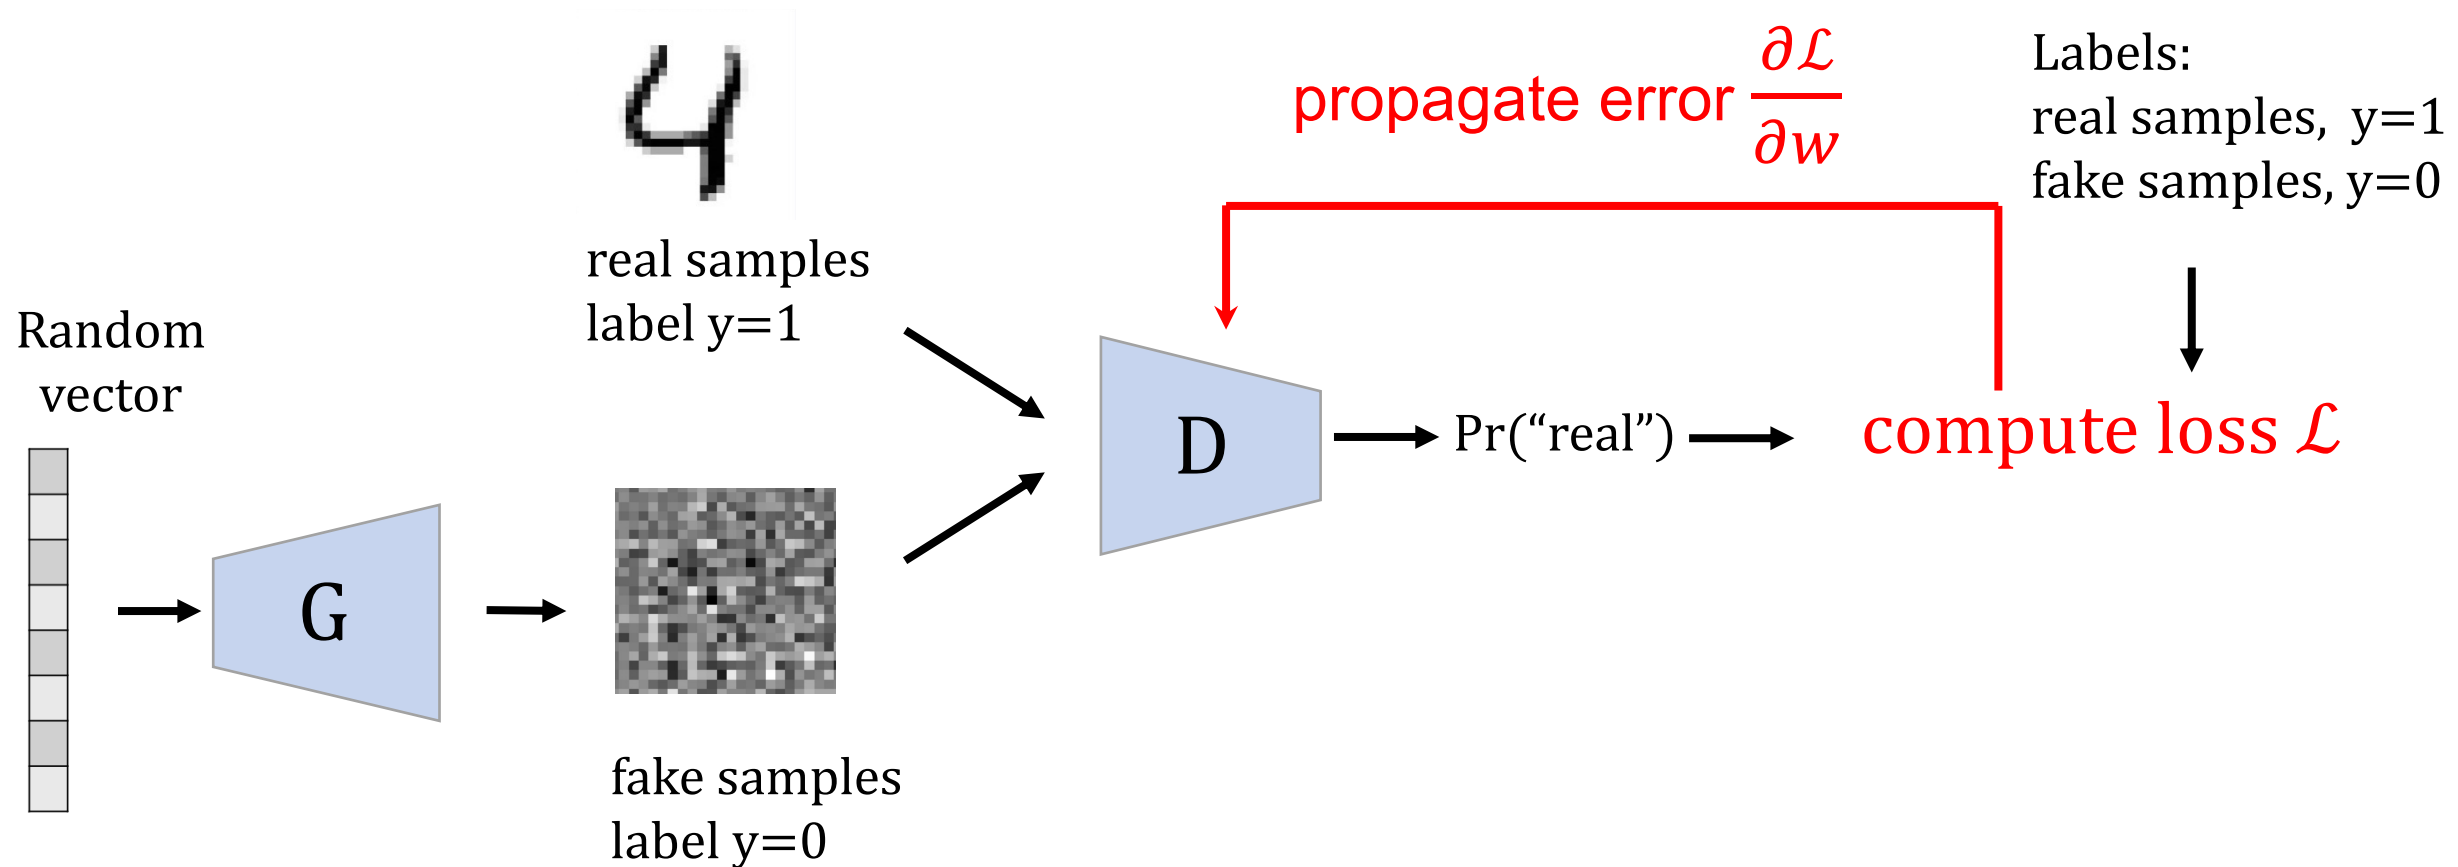 Random
vector
G
real samples
label y=1
fake samples
label y=0
D
Pr(“real”)
propagate error ∂ℒ/∂w
compute loss ℒ
Labels:
real samples, y=1
fake samples, y=0